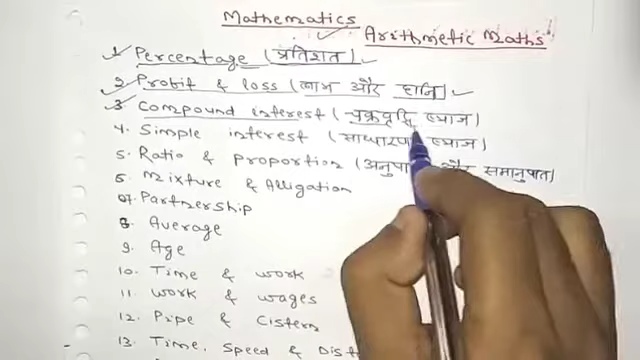 Mathematics
Arithmetic Maths
1. Percentage (प्रतिशत)
2. Profit & loss (लाभ और हानि)
3. Compound interest (चक्रवृद्धि ब्याज)
4. Simple interest (साधारण ब्याज)
5. Ratio & proportion (और समानुपात)
6. Mixture & Alligation
07. Partnership
8. Average
9. Age
10. Time & work
11. Work & wages
12. Pipe & Cistern
13. Time, Speed &